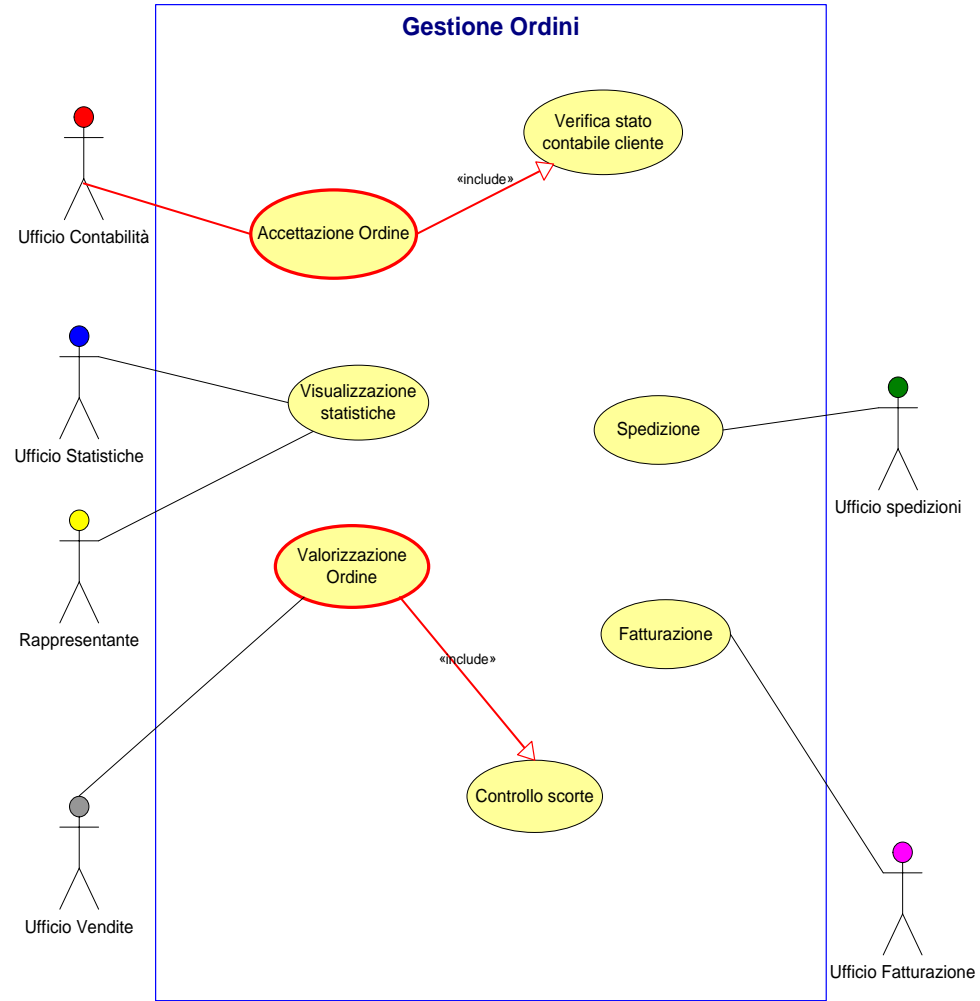 Gestione Ordini
Verifica stato
contabile cliente
«include»
Accettazione Ordine
Ufficio Contabilità
Visualizzazione
statistiche
Ufficio Statistiche
Spedizione
Ufficio spedizioni
Valorizzazione
Ordine
Rappresentante
Fatturazione
«include»
Controllo scorte
Ufficio Vendite
Ufficio Fatturazione